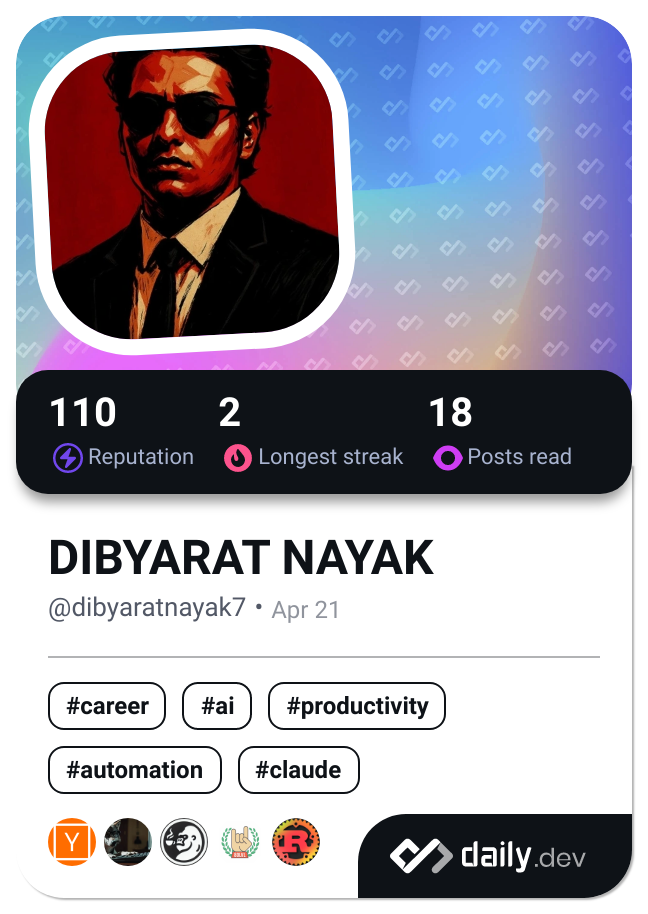 110 2 18
Reputation Longest streak Posts read
DIBYARAT NAYAK
@dibyaratnayak7 • Apr 21
#career #ai #productivity
#automation #claude
Y R
daily.dev